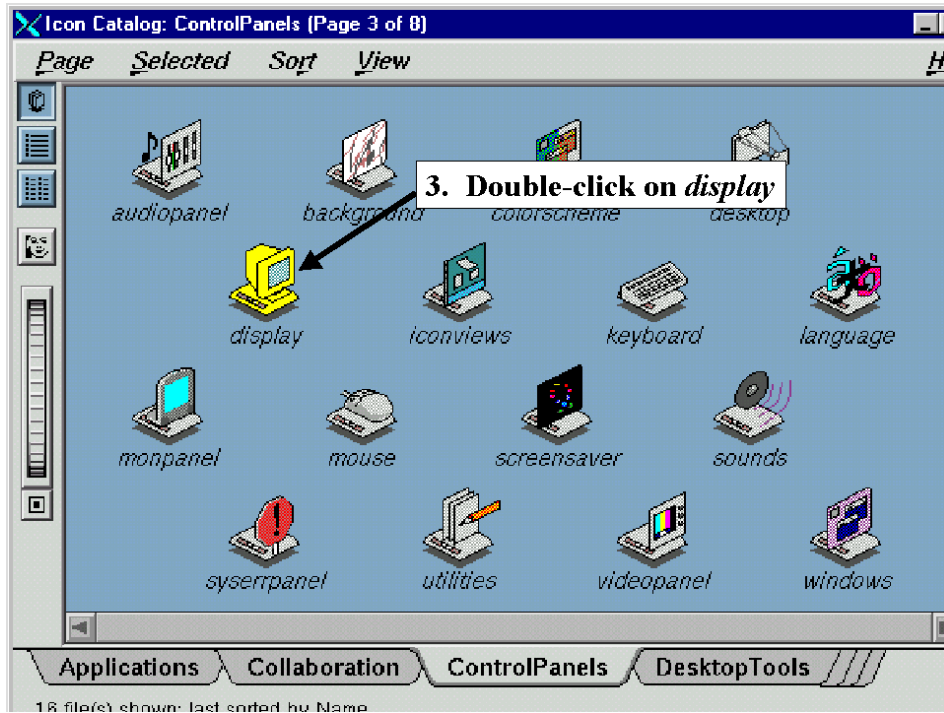 Icon Catalog: ControlPanels (Page 3 of 8)
Page Selected Sort View
3. Double-click on display
audiopanel background colorscheme desktop
display iconviews keyboard language
monpanel mouse screensaver sounds
syserrpanel utilities videopanel windows
Applications Collaboration ControlPanels DesktopTools
16 file(s) shown; last sorted by Name